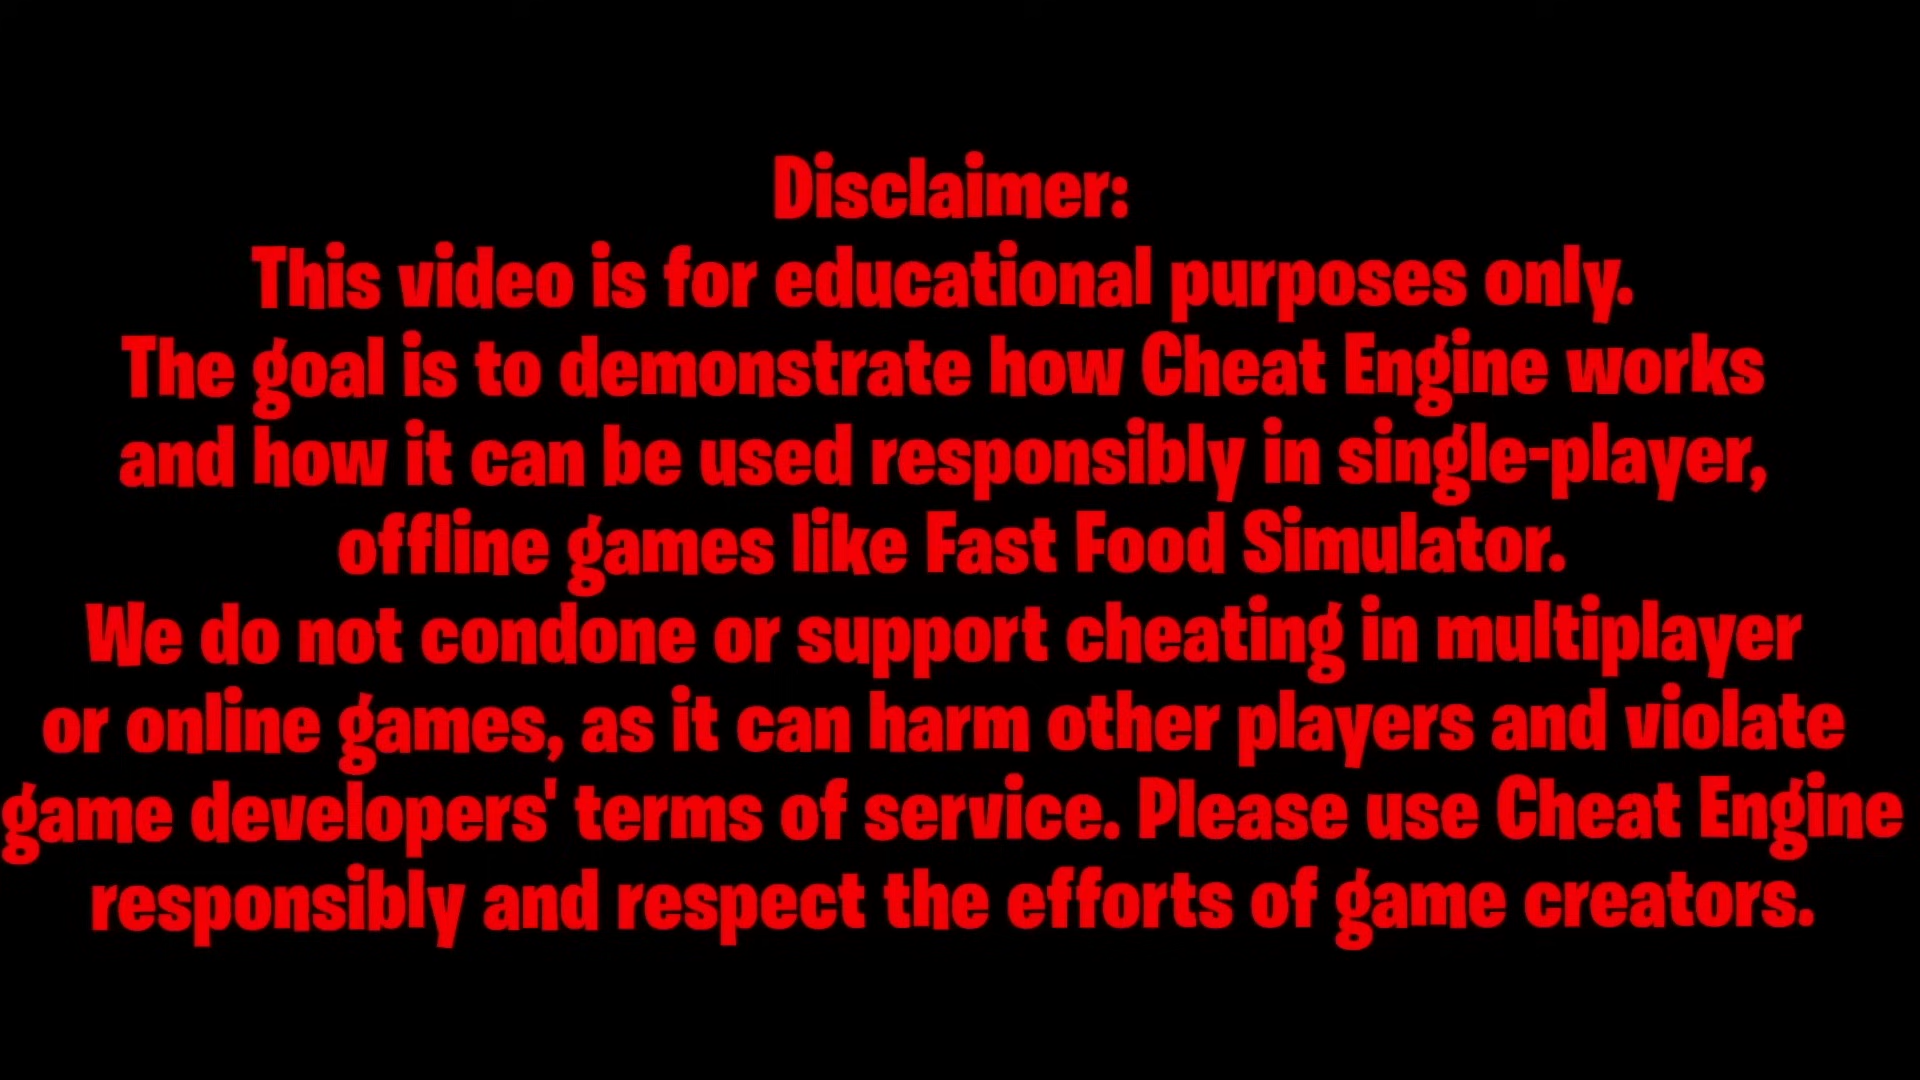 Disclaimer:
This video is for educational purposes only.
The goal is to demonstrate how Cheat Engine works
and how it can be used responsibly in single-player,
offline games like Fast Food Simulator.
We do not condone or support cheating in multiplayer
or online games, as it can harm other players and violate
game developers' terms of service. Please use Cheat Engine
responsibly and respect the efforts of game creators.